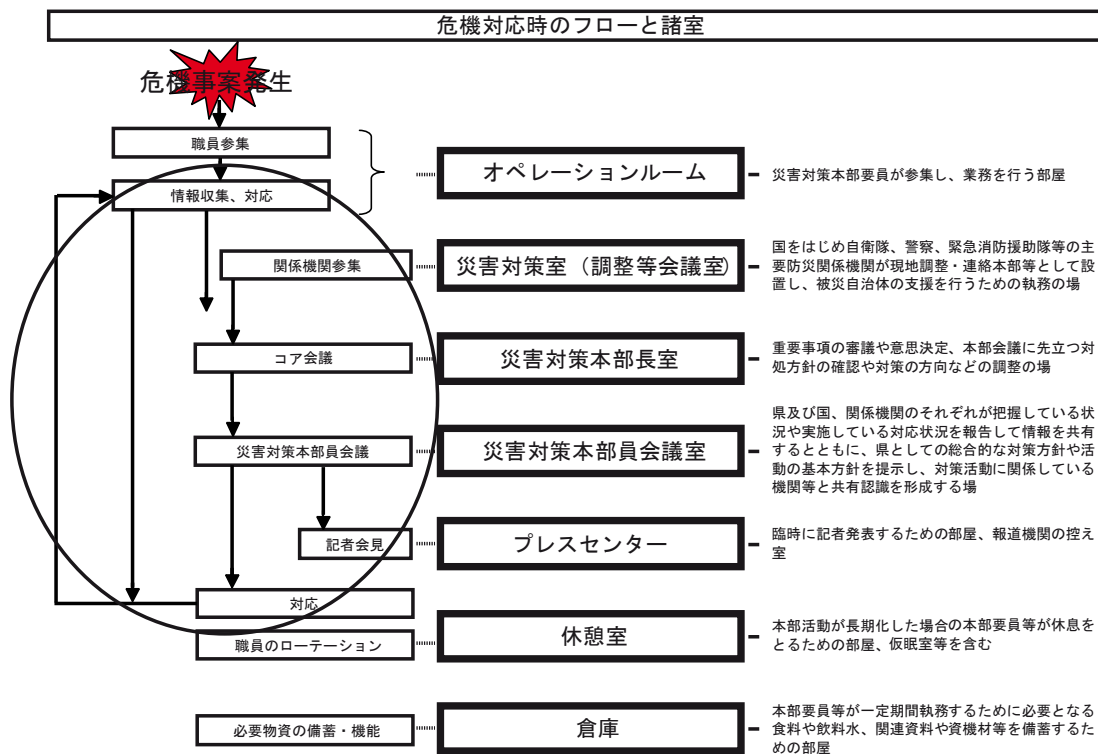 危機対応時のフローと諸室
危機事案発生
職員参集
情報収集、対応
オペレーションルーム
災害対策本部要員が参集し、業務を行う部屋
関係機関参集
災害対策室（調整等会議室）
国をはじめ自衛隊、警察、緊急消防援助隊等の主
要防災関係機関が現地調整・連絡本部等として設
置し、被災自治体の支援を行うための執務の場
コア会議
災害対策本部長室
重要事項の審議や意思決定、本部会議に先立つ対
処方針の確認や対策の方向などの調整の場
災害対策本部員会議
災害対策本部員会議室
県及び国、関係機関のそれぞれが把握している状
況や実施している対応状況を報告して情報を共有
するとともに、県としての総合的な対策方針や活
動の基本方針を提示し、対策活動に関係している
機関等と共有認識を形成する場
記者会見
プレスセンター
臨時に記者発表するための部屋、報道機関の控え
室
対応
職員のローテーション
休憩室
本部活動が長期化した場合の本部要員等が休息を
とるための部屋、仮眠室等を含む
必要物資の備蓄・機能
倉庫
本部要員等が一定期間執務するために必要となる
食料や飲料水、関連資料や資機材等を備蓄するた
めの部屋